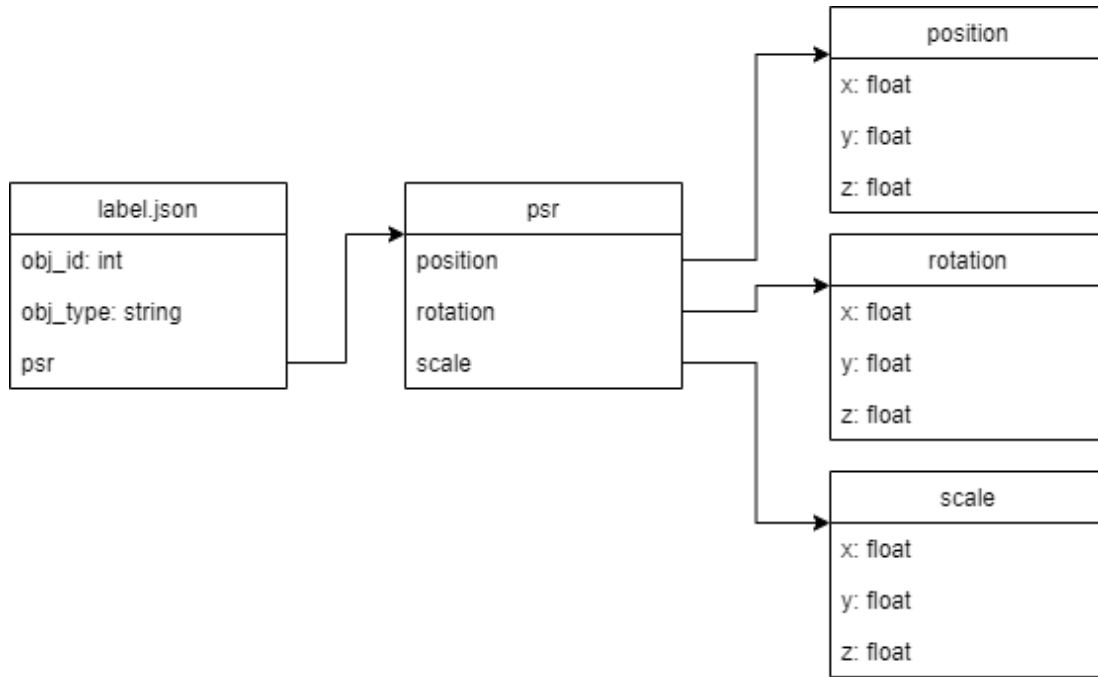 label.json
obj_id: int
obj_type: string
psr
psr
position
rotation
scale
position
x: float
y: float
z: float
rotation
x: float
y: float
z: float
scale
x: float
y: float
z: float